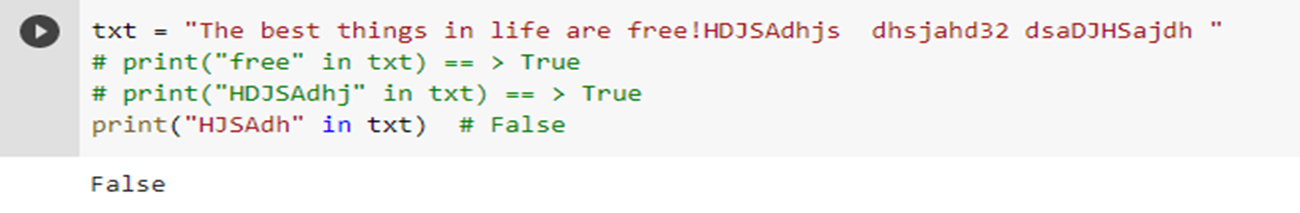 txt = "The best things in life are free!HDJSAdhjs  dhsjahd32 dsaDJHSajdh "
# print("free" in txt) == > True
# print("HDJSAdhj" in txt) == > True
print("HJSAdh" in txt)  # False
False